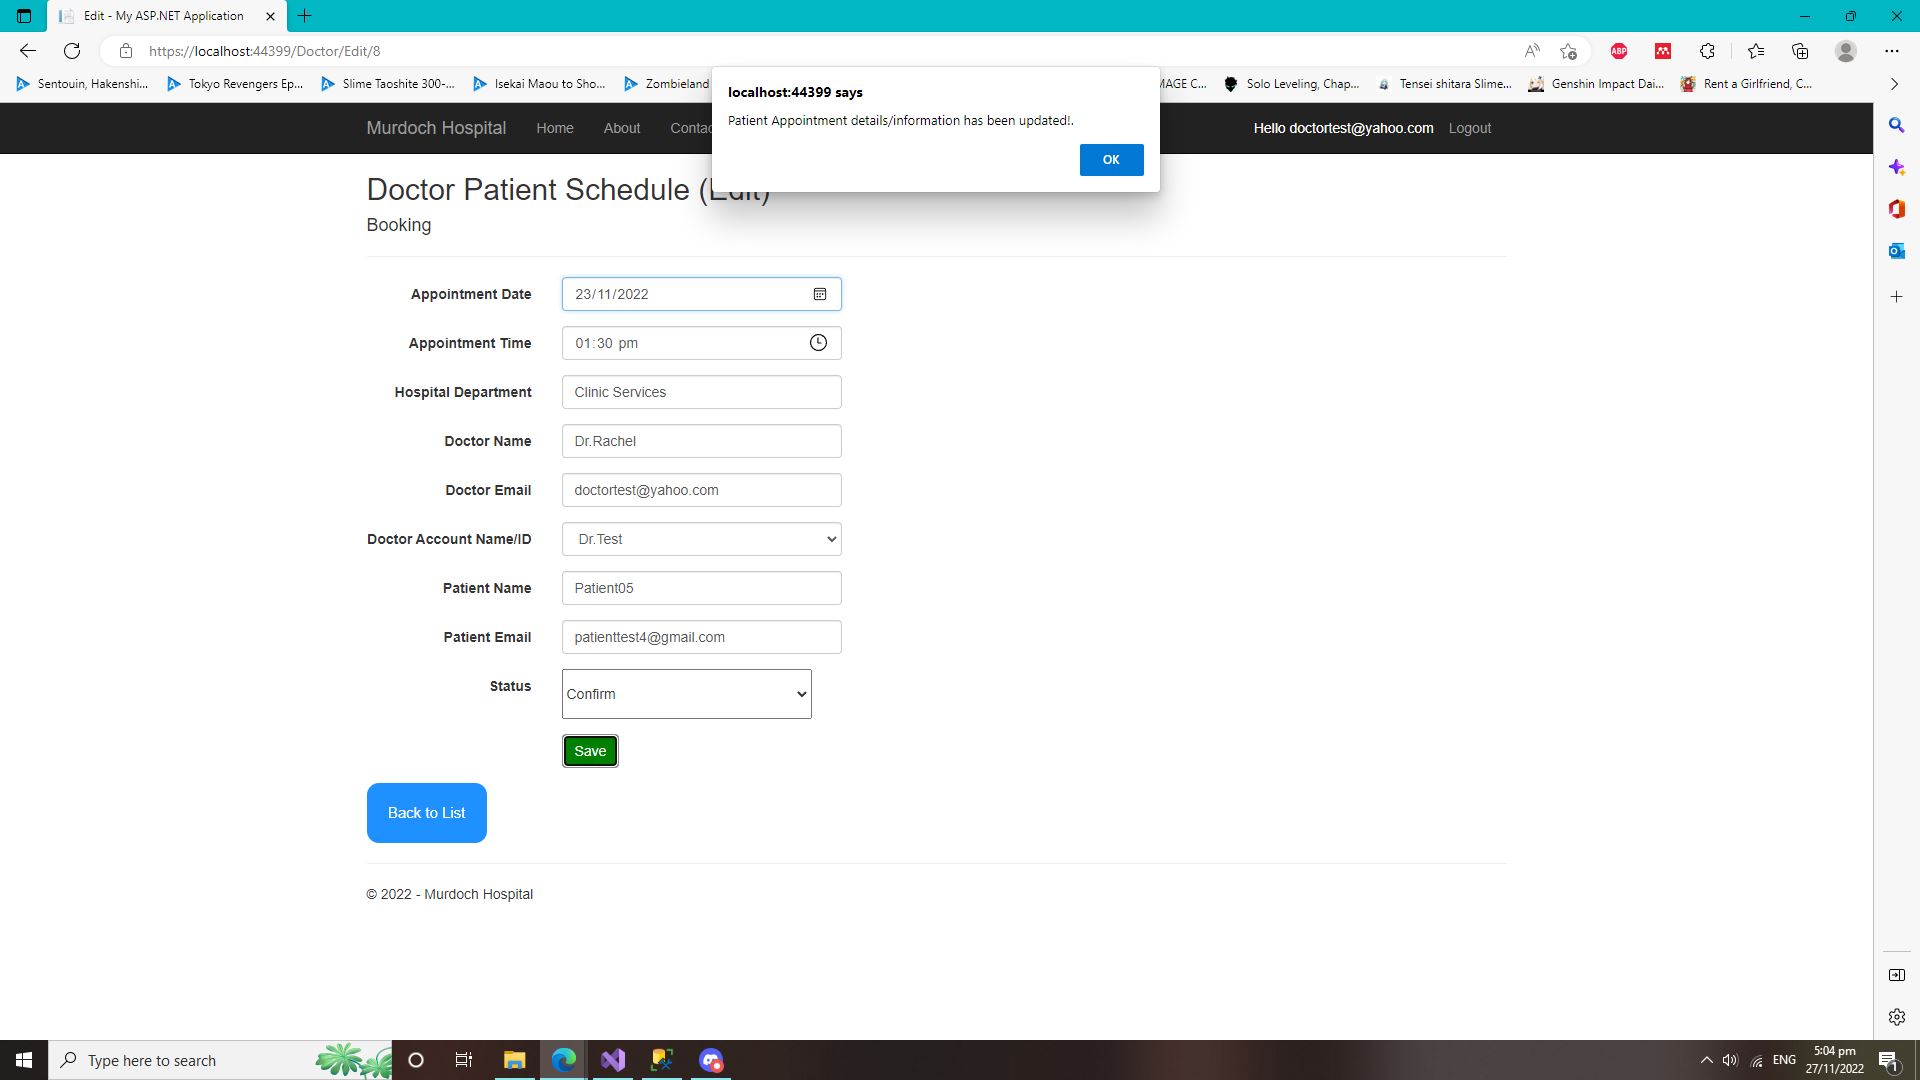 Edit - My ASP.NET Application
https://localhost:44399/Doctor/Edit/8
ABP
Sentouin, Hakenshi...
Tokyo Revengers Ep...
Slime Taoshite 300-...
Isekai Maou to Sho...
Zombieland
MAGE C...
Solo Leveling, Chap...
Tensei shitara Slime...
Genshin Impact Dai...
Rent a Girlfriend, C...
localhost:44399 says
Patient Appointment details/information has been updated!.
OK
Murdoch Hospital
Home
About
Contac
Hello doctortest@yahoo.com
Logout
Doctor Patient Schedule (Edit)
Booking
Appointment Date
23/11/2022
Appointment Time
01:30 pm
Hospital Department
Clinic Services
Doctor Name
Dr.Rachel
Doctor Email
doctortest@yahoo.com
Doctor Account Name/ID
Dr.Test
Patient Name
Patient05
Patient Email
patienttest4@gmail.com
Status
Confirm
Save
Back to List
© 2022 - Murdoch Hospital
Type here to search
ENG
5:04 pm
27/11/2022
1